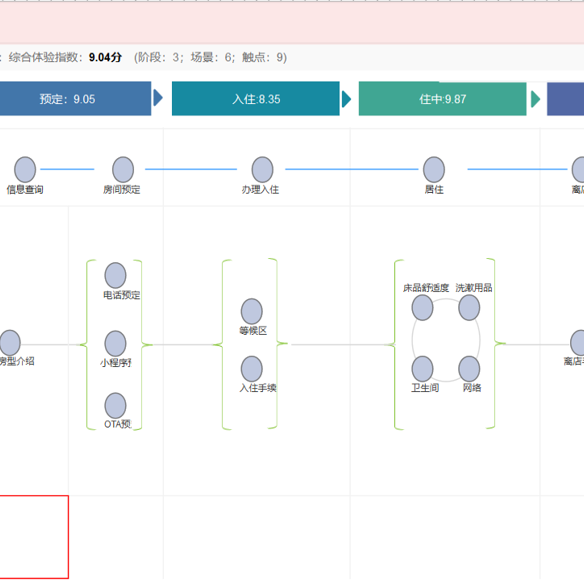 ：综合体验指数：9.04分 (阶段：3；场景：6；触点：9)
预定：9.05
入住:8.35
住中:9.87
信息查询
房间预定
办理入住
居住
离店
床品舒适度
洗漱用品
电话预定
等候区
房型介绍
小程序
离店
入住手续
卫生间
网络
OTA预